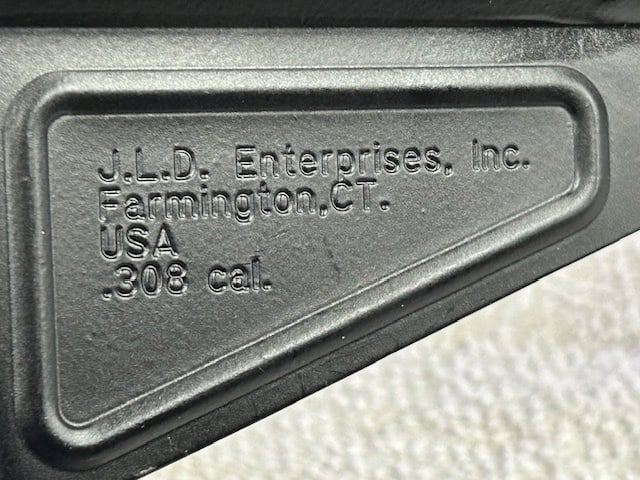 J.L.D. Enterprises, Inc.
Farmington,CT.
USA
.308 cal.